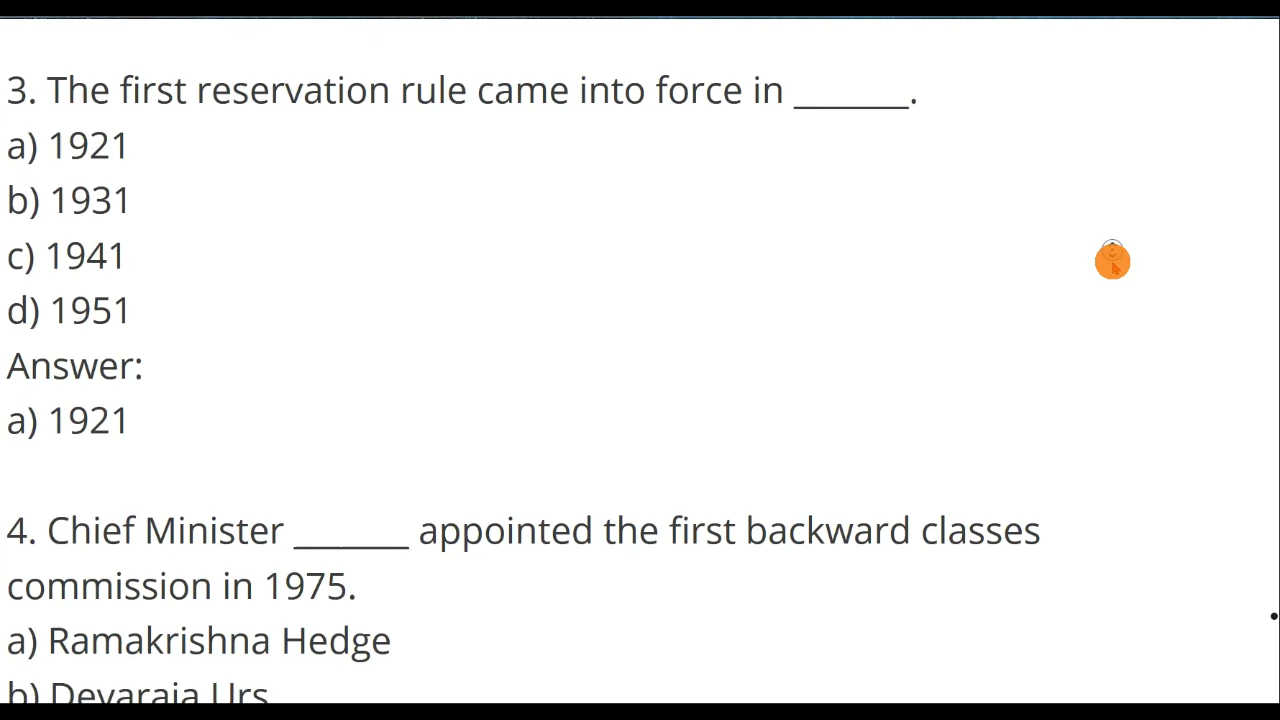 3. The first reservation rule came into force in ______.
a) 1921
b) 1931
c) 1941
d) 1951
Answer:
a) 1921
4. Chief Minister ______ appointed the first backward classes
commission in 1975.
a) Ramakrishna Hedge
b) Devaraja Urs